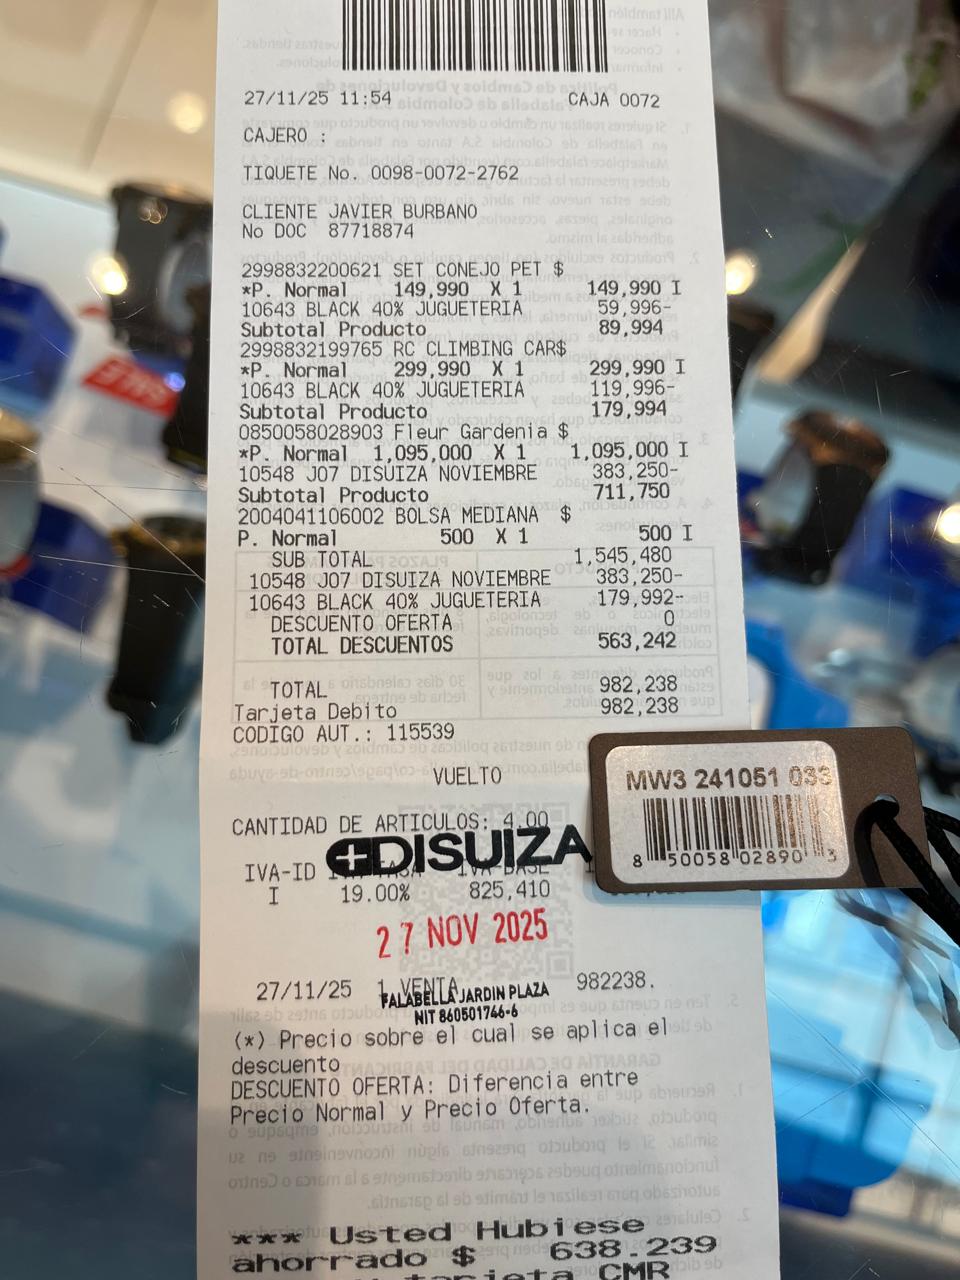 27/11/25 11:54 CAJA 0072
CAJERO :
TIQUETE No. 0098-0072-2762
CLIENTE JAVIER BURBANO
No DOC 87718874
2998832200621 SET CONEJO PET $
*P. Normal 149,990 X 1 149,990 I
10643 BLACK 40% JUGUETERIA 59,996-
Subtotal Producto 89,994
2998832199765 RC CLIMBING CAR$
*P. Normal 299,990 X 1 299,990 I
10643 BLACK 40% JUGUETERIA 119,996-
Subtotal Producto 179,994
0850058028903 Fleur Gardenia $
*P. Normal 1,095,000 X 1 1,095,000 I
10548 JO7 DISUIZA NOVIEMBRE 383,250-
Subtotal Producto 711,750
2004041106002 BOLSA MEDIANA $
P. Normal 500 X 1 500 I
SUB TOTAL 1,545,480
10548 JO7 DISUIZA NOVIEMBRE 383,250-
10643 BLACK 40% JUGUETERIA 179,992-
DESCUENTO OFERTA 0
TOTAL DESCUENTOS 563,242
TOTAL 982,238
Tarjeta Debito 982,238
CODIGO AUT.: 115539
VUELTO
MW3 241051 033
8 50058 02890 3
CANTIDAD DE ARTICULOS: 4.00
DISUIZA
IVA-ID IVA-BASE
I 19.00% 825,410
27 NOV 2025
27/11/25 1 VENTA 982238.
FALABELLA JARDIN PLAZA
NIT 860501746-6
(*) Precio sobre el cual se aplica el
descuento
DESCUENTO OFERTA: Diferencia entre
Precio Normal y Precio Oferta.
*** Usted Hubiese
ahorrado $ 638.239
tarjeta CMR
SALE